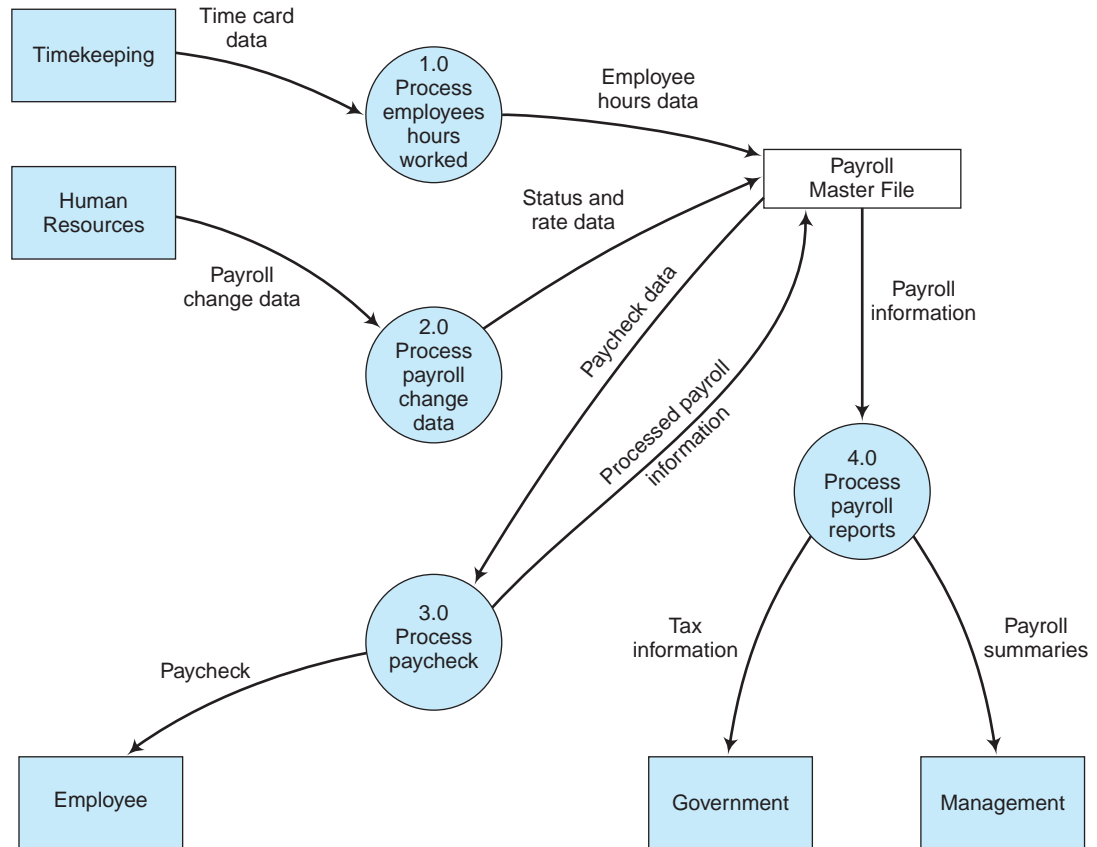 Timekeeping
Time card
data
1.0
Process
employees
hours
worked
Employee
hours data
Payroll
Master File
Human
Resources
Status and
rate data
Payroll
change data
2.0
Process
payroll
change
data
Paycheck data
Processed payroll
information
Payroll
information
4.0
Process
payroll
reports
3.0
Process
paycheck
Paycheck
Tax
information
Payroll
summaries
Employee
Government
Management